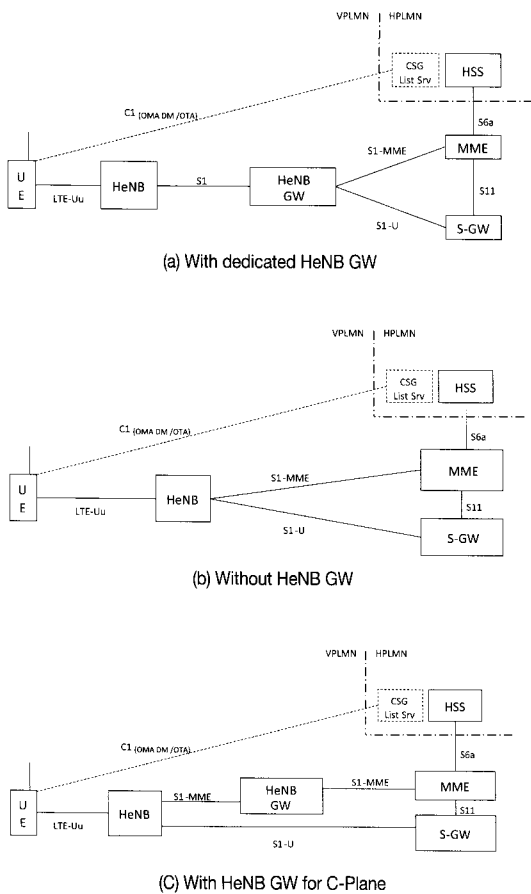 VPLMN HPLMN
CSG
List Srv
HSS
C1 (OMA DM /OTA)
S6a
S1-MME
MME
U
E
HeNB
S1
HeNB
GW
LTE-Uu
S11
S1-U
S-GW
(a) With dedicated HeNB GW
VPLMN HPLMN
CSG
List Srv
HSS
C1 (OMA DM /OTA)
S6a
S1-MME
MME
U
E
HeNB
LTE-Uu
S11
S1-U
S-GW
(b) Without HeNB GW
VPLMN HPLMN
CSG
List Srv
HSS
C1 (OMA DM /OTA)
S6a
HeNB
GW
S1-MME
MME
S1-MME
U
E
HeNB
S11
LTE-Uu
S-GW
S1-U
(C) With HeNB GW for C-Plane